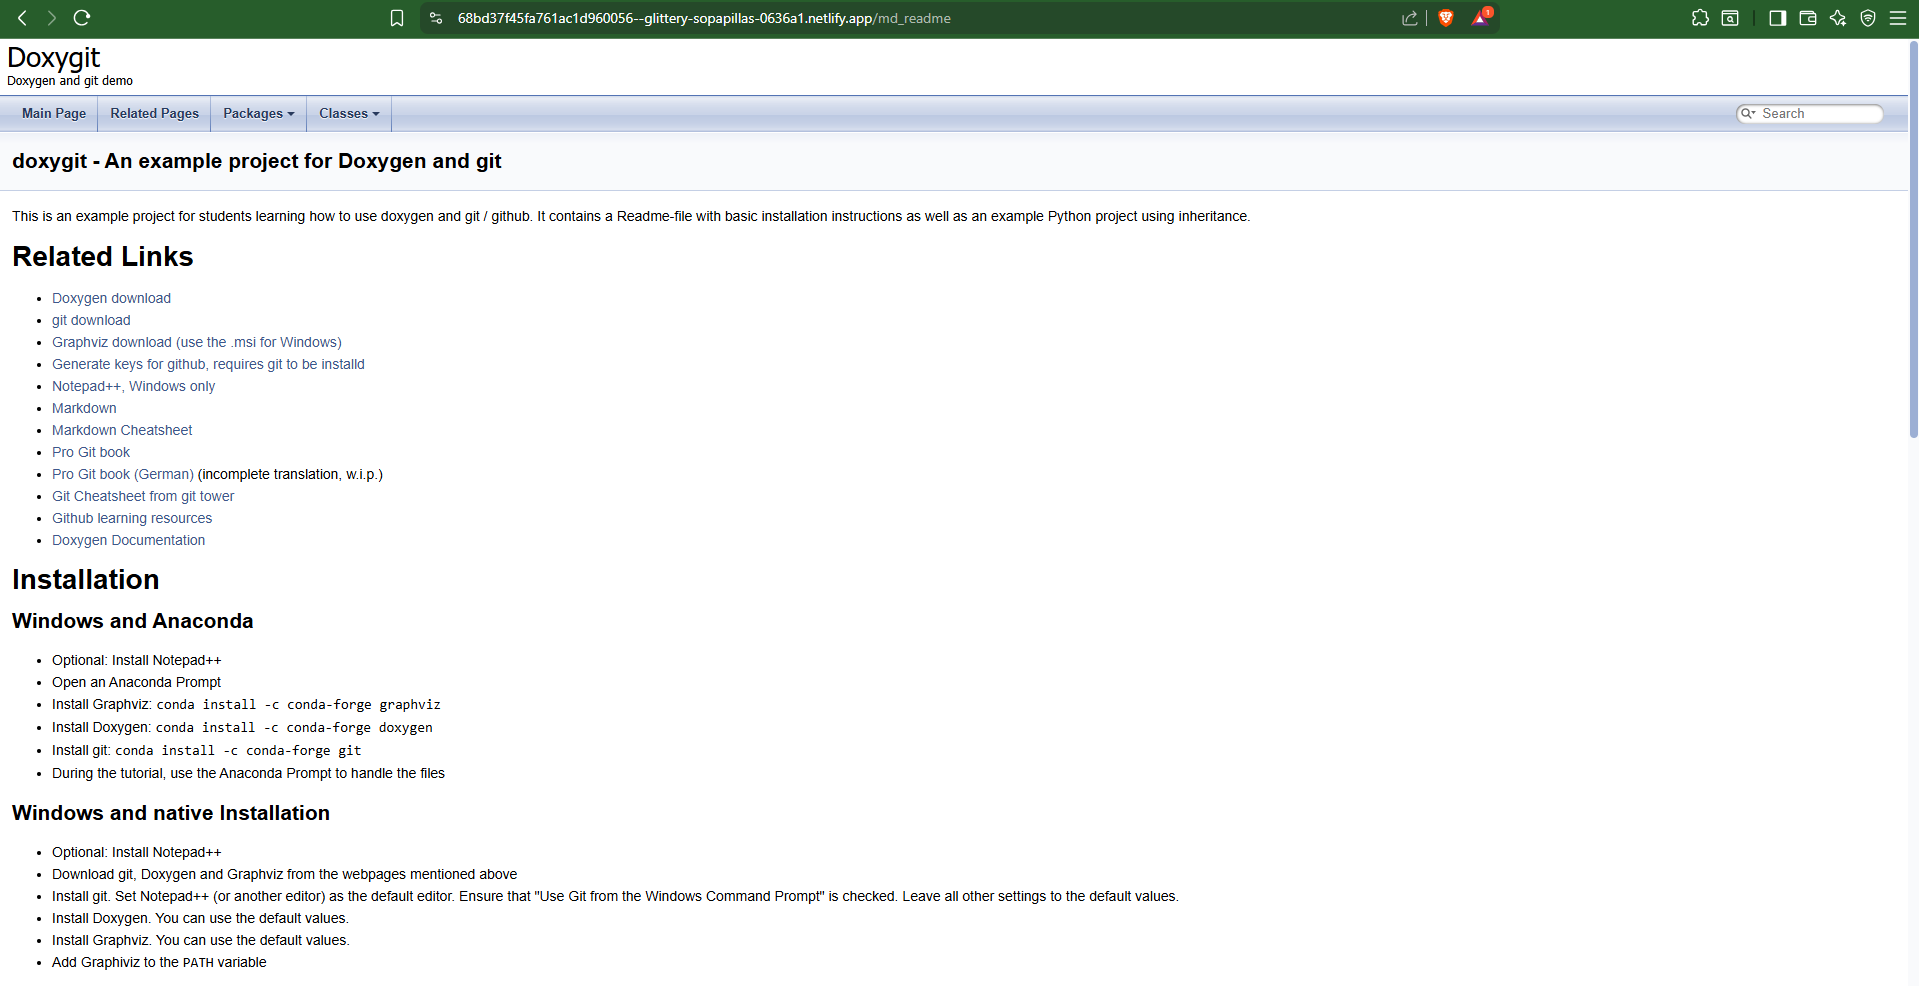 68bd37f45fa761ac1d960056--glittery-sopapillas-0636a1.netlify.app/md_readme
1
Doxygit
Doxygen and git demo
Main Page Related Pages Packages Classes Search
doxygit - An example project for Doxygen and git
This is an example project for students learning how to use doxygen and git / github. It contains a Readme-file with basic installation instructions as well as an example Python project using inheritance.
Related Links
• Doxygen download
• git download
• Graphviz download (use the .msi for Windows)
• Generate keys for github, requires git to be installd
• Notepad++, Windows only
• Markdown
• Markdown Cheatsheet
• Pro Git book
• Pro Git book (German) (incomplete translation, w.i.p.)
• Git Cheatsheet from git tower
• Github learning resources
• Doxygen Documentation
Installation
Windows and Anaconda
• Optional: Install Notepad++
• Open an Anaconda Prompt
• Install Graphviz: conda install -c conda-forge graphviz
• Install Doxygen: conda install -c conda-forge doxygen
• Install git: conda install -c conda-forge git
• During the tutorial, use the Anaconda Prompt to handle the files
Windows and native Installation
• Optional: Install Notepad++
• Download git, Doxygen and Graphviz from the webpages mentioned above
• Install git. Set Notepad++ (or another editor) as the default editor. Ensure that "Use Git from the Windows Command Prompt" is checked. Leave all other settings to the default values.
• Install Doxygen. You can use the default values.
• Install Graphviz. You can use the default values.
• Add Graphiviz to the PATH variable